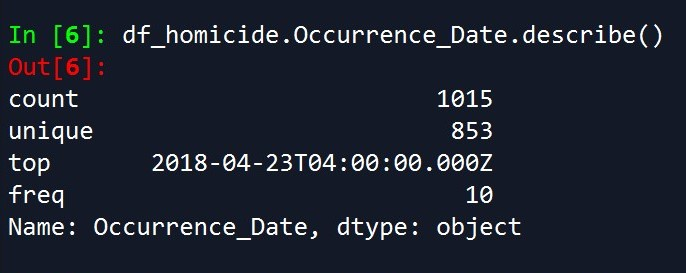 In [6]: df_homicide.Occurrence_Date.describe()
Out[6]:
count                         1015
unique                         853
top       2018-04-23T04:00:00.000Z
freq                            10
Name: Occurrence_Date, dtype: object